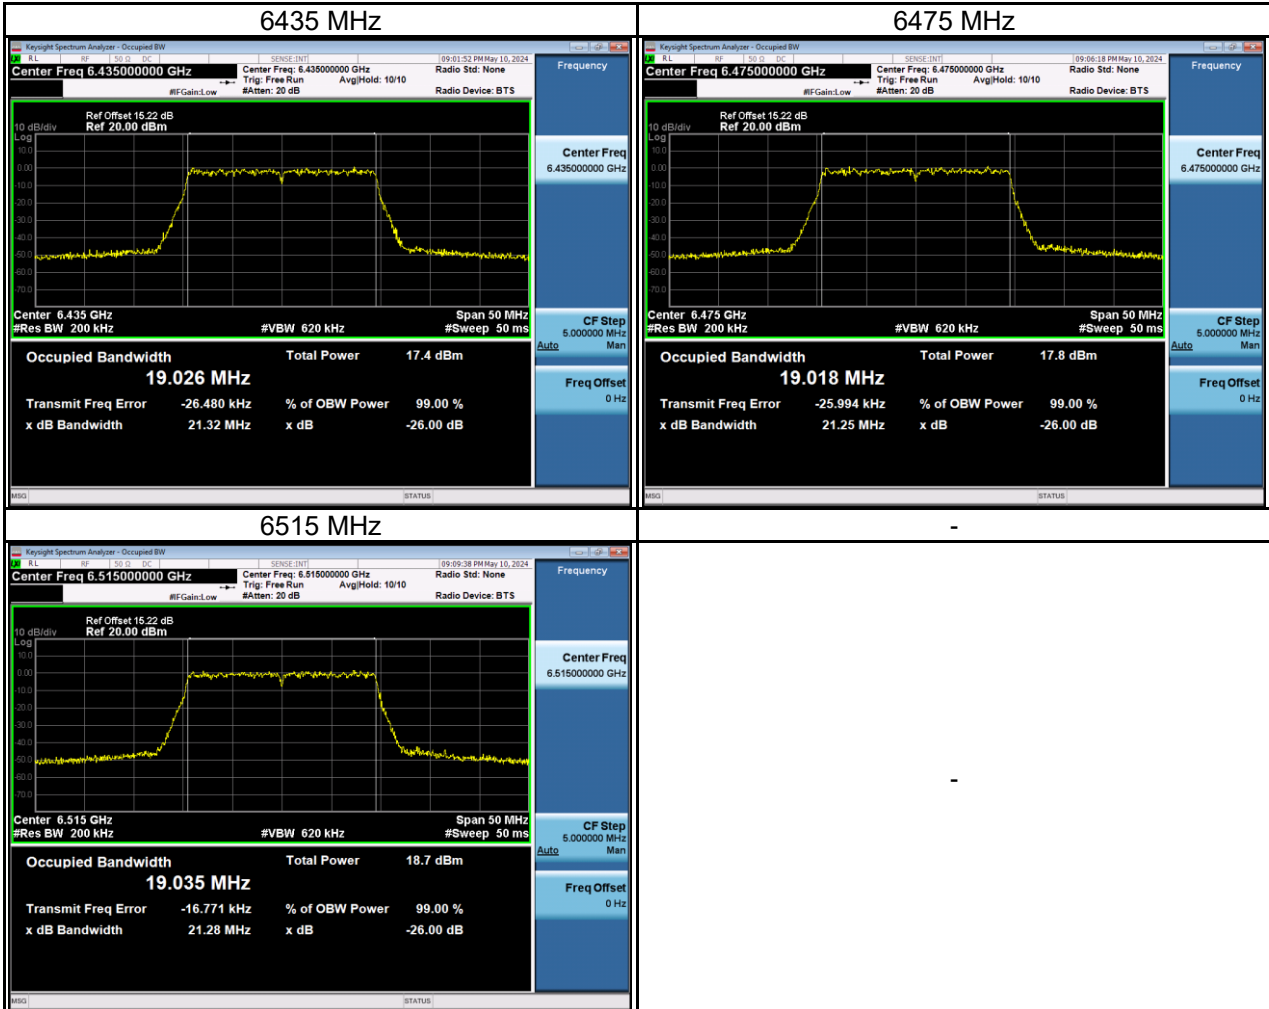 6435 MHz
6475 MHz
Keysight Spectrum Analyzer - Occupied BW
RL RF 50 Ω DC SENSE:INT 09:01:52 PM May 10, 2024
Center Freq 6.435000000 GHz
Center Freq: 6.435000000 GHz
Radio Std: None
Trig: Free Run Avg|Hold: 10/10
#IFGain:Low #Atten: 20 dB Radio Device: BTS
Ref Offset 15.22 dB
10 dB/div Ref 20.00 dBm
Log
10.0
0.00
-10.0
-20.0
-30.0
-40.0
-50.0
-60.0
-70.0
Center 6.435 GHz Span 50 MHz
#Res BW 200 kHz #VBW 620 kHz #Sweep 50 ms
Occupied Bandwidth Total Power 17.4 dBm
19.026 MHz
Transmit Freq Error -26.480 kHz % of OBW Power 99.00 %
x dB Bandwidth 21.32 MHz x dB -26.00 dB
MSG STATUS
Frequency
Center Freq
6.435000000 GHz
CF Step
5.000000 MHz
Auto Man
Freq Offset
0 Hz
Keysight Spectrum Analyzer - Occupied BW
RL RF 50 Ω DC SENSE:INT 09:06:18 PM May 10, 2024
Center Freq 6.475000000 GHz
Center Freq: 6.475000000 GHz
Radio Std: None
Trig: Free Run Avg|Hold: 10/10
#IFGain:Low #Atten: 20 dB Radio Device: BTS
Ref Offset 15.22 dB
10 dB/div Ref 20.00 dBm
Log
10.0
0.00
-10.0
-20.0
-30.0
-40.0
-50.0
-60.0
-70.0
Center 6.475 GHz Span 50 MHz
#Res BW 200 kHz #VBW 620 kHz #Sweep 50 ms
Occupied Bandwidth Total Power 17.8 dBm
19.018 MHz
Transmit Freq Error -25.994 kHz % of OBW Power 99.00 %
x dB Bandwidth 21.25 MHz x dB -26.00 dB
MSG STATUS
Frequency
Center Freq
6.475000000 GHz
CF Step
5.000000 MHz
Auto Man
Freq Offset
0 Hz
6515 MHz
-
Keysight Spectrum Analyzer - Occupied BW
RL RF 50 Ω DC SENSE:INT 09:09:38 PM May 10, 2024
Center Freq 6.515000000 GHz
Center Freq: 6.515000000 GHz
Radio Std: None
Trig: Free Run Avg|Hold: 10/10
#IFGain:Low #Atten: 20 dB Radio Device: BTS
Ref Offset 15.22 dB
10 dB/div Ref 20.00 dBm
Log
10.0
0.00
-10.0
-20.0
-30.0
-40.0
-50.0
-60.0
-70.0
Center 6.515 GHz Span 50 MHz
#Res BW 200 kHz #VBW 620 kHz #Sweep 50 ms
Occupied Bandwidth Total Power 18.7 dBm
19.035 MHz
Transmit Freq Error -16.771 kHz % of OBW Power 99.00 %
x dB Bandwidth 21.28 MHz x dB -26.00 dB
MSG STATUS
Frequency
Center Freq
6.515000000 GHz
CF Step
5.000000 MHz
Auto Man
Freq Offset
0 Hz
-